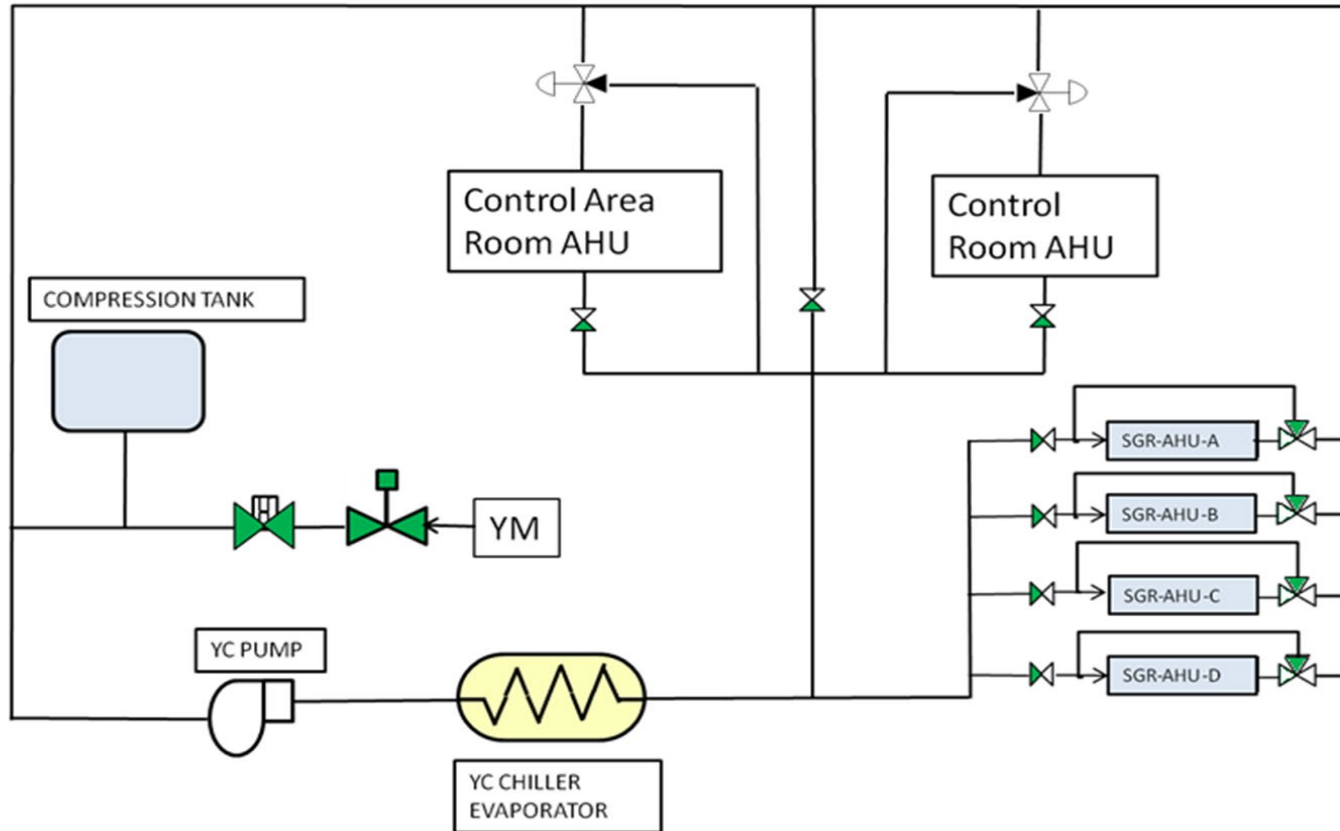 Control Area
Room AHU
Control
Room AHU
COMPRESSION TANK
SGR-AHU-A
SGR-AHU-B
YM
SGR-AHU-C
YC PUMP
SGR-AHU-D
YC CHILLER
EVAPORATOR